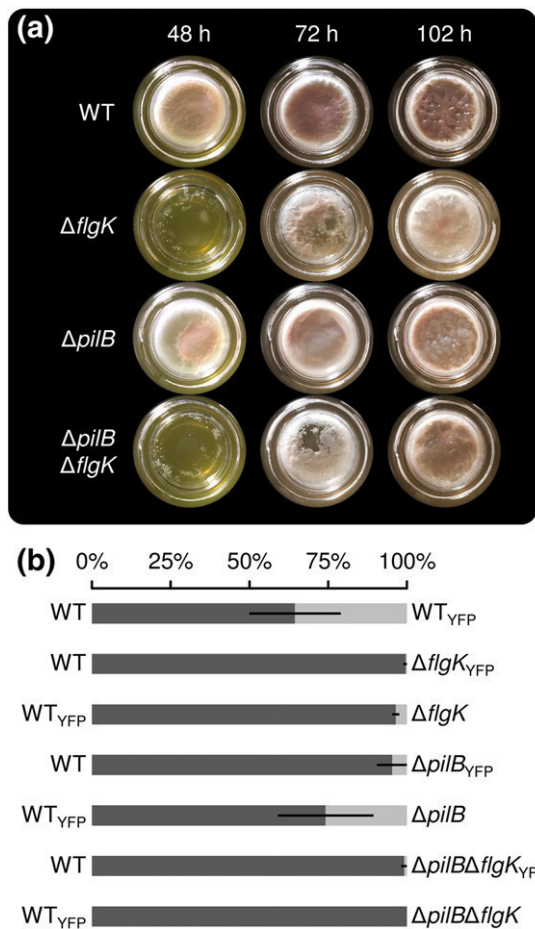 (a)
48 h 72 h 102 h
WT
ΔflgK
ΔpilB
ΔpilB
ΔflgK
(b)
0% 25% 50% 75% 100%
WT WTYFP
WT ΔflgKYFP
WTYFP ΔflgK
WT ΔpilBYFP
WTYFP ΔpilB
WT ΔpilBΔflgKYF
WTYFP ΔpilBΔflgK